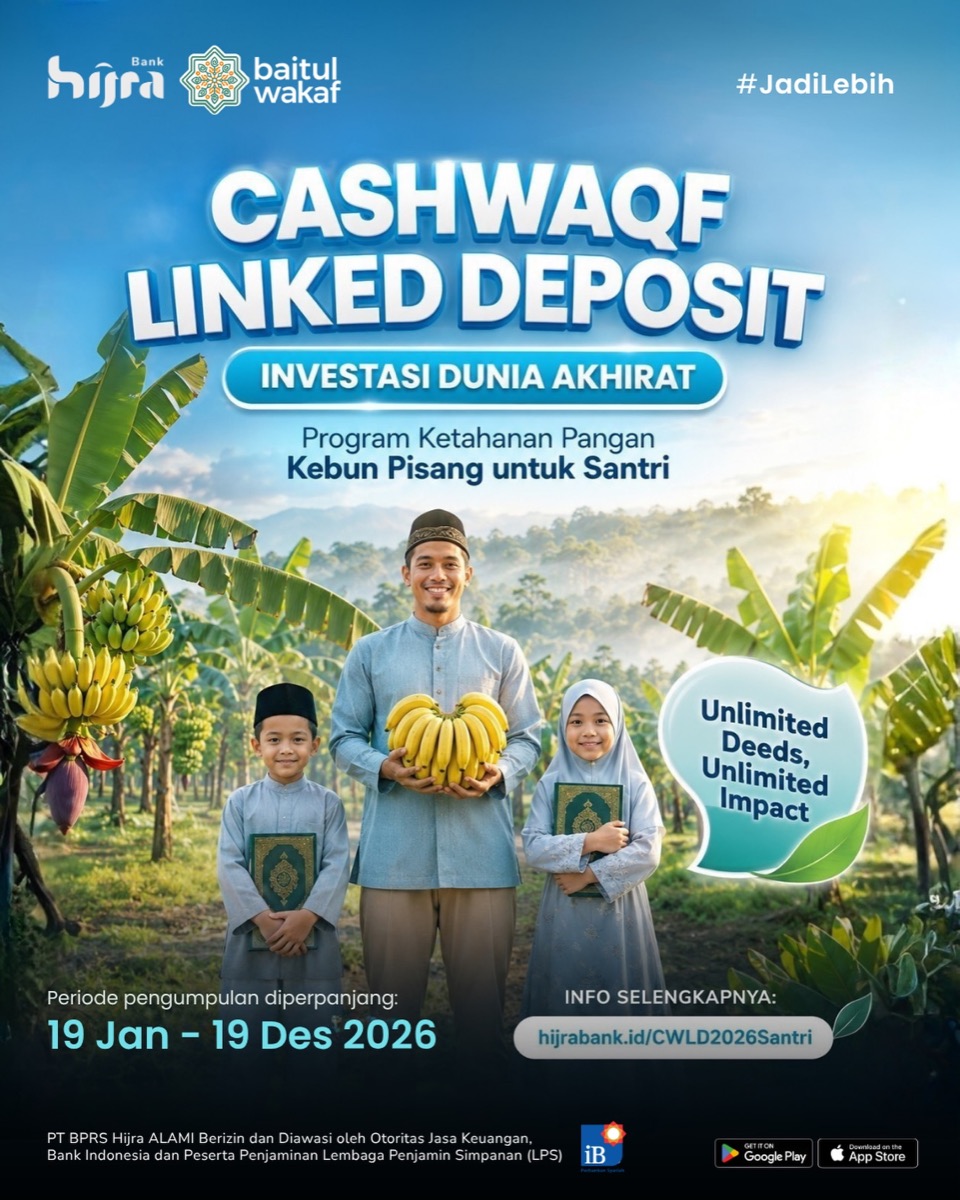 Bank
hijra
baitul
wakaf
#JadiLebih
CASHWAQF
LINKED DEPOSIT
INVESTASI DUNIA AKHIRAT
Program Ketahanan Pangan
Kebun Pisang untuk Santri
Unlimited
Deeds,
Unlimited
Impact
Periode pengumpulan diperpanjang:
19 Jan - 19 Des 2026
INFO SELENGKAPNYA:
hijrabank.id/CWLD2026Santri
PT BPRS Hijra ALAMI Berizin dan Diawasi oleh Otoritas Jasa Keuangan,
Bank Indonesia dan Peserta Penjaminan Lembaga Penjamin Simpanan (LPS)
iB
Perbankan Syariah
GET IT ON
Google Play
Download on the
App Store